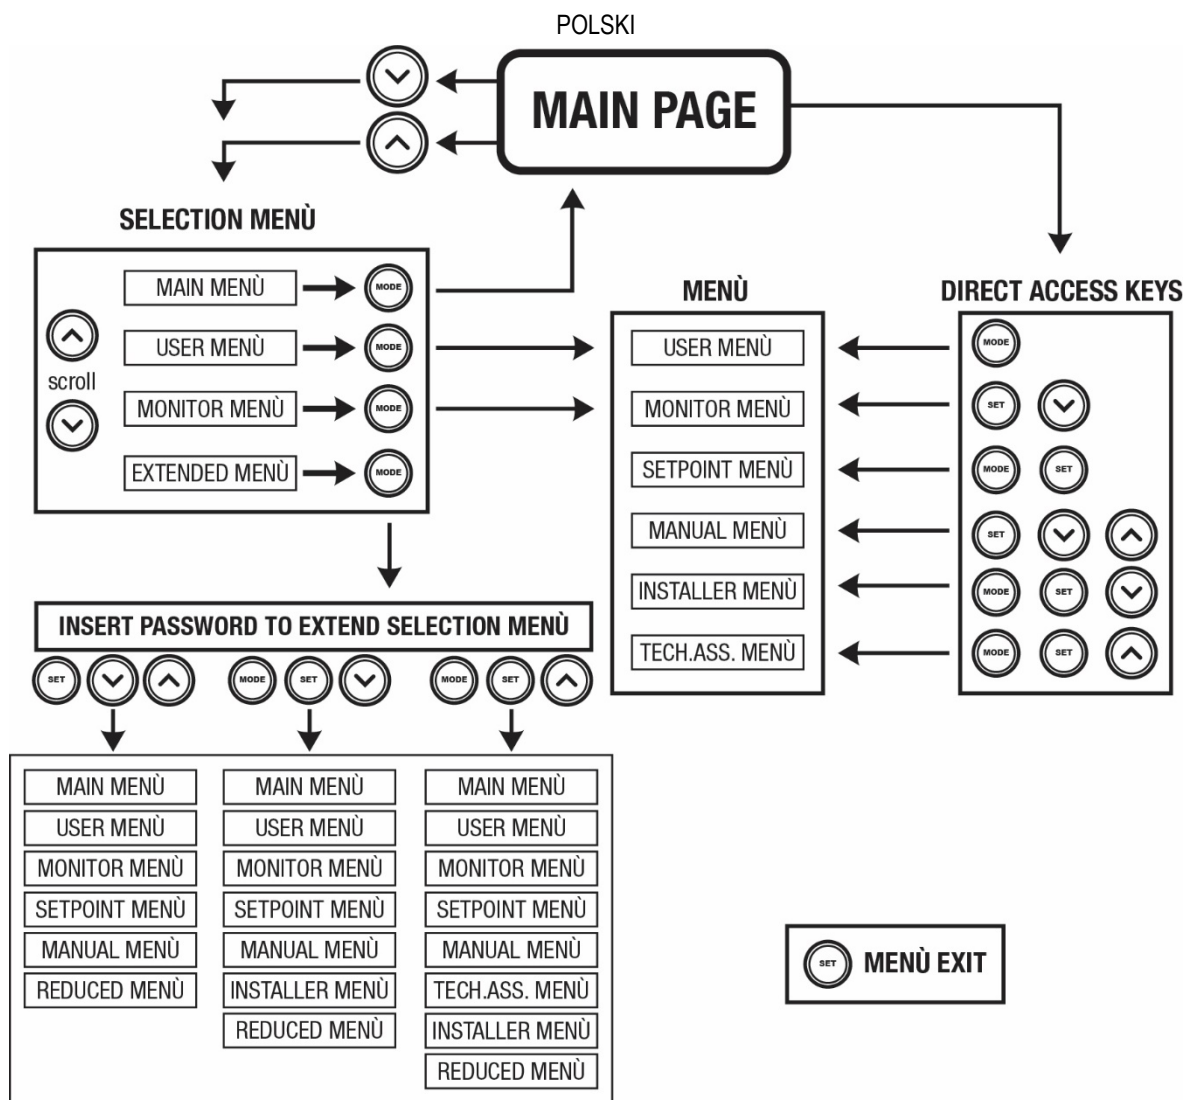 POLSKI
MAIN PAGE
SELECTION MENÙ
MAIN MENÙ MODE
USER MENÙ MODE
scroll
MONITOR MENÙ MODE
EXTENDED MENÙ MODE
MENÙ
USER MENÙ
MONITOR MENÙ
SETPOINT MENÙ
MANUAL MENÙ
INSTALLER MENÙ
TECH.ASS. MENÙ
DIRECT ACCESS KEYS
MODE
SET
MODE SET
SET
MODE SET
MODE SET
INSERT PASSWORD TO EXTEND SELECTION MENÙ
SET
MODE SET
MODE SET
MAIN MENÙ
USER MENÙ
MONITOR MENÙ
SETPOINT MENÙ
MANUAL MENÙ
REDUCED MENÙ
MAIN MENÙ
USER MENÙ
MONITOR MENÙ
SETPOINT MENÙ
MANUAL MENÙ
INSTALLER MENÙ
REDUCED MENÙ
MAIN MENÙ
USER MENÙ
MONITOR MENÙ
SETPOINT MENÙ
MANUAL MENÙ
TECH.ASS. MENÙ
INSTALLER MENÙ
REDUCED MENÙ
SET MENÙ EXIT